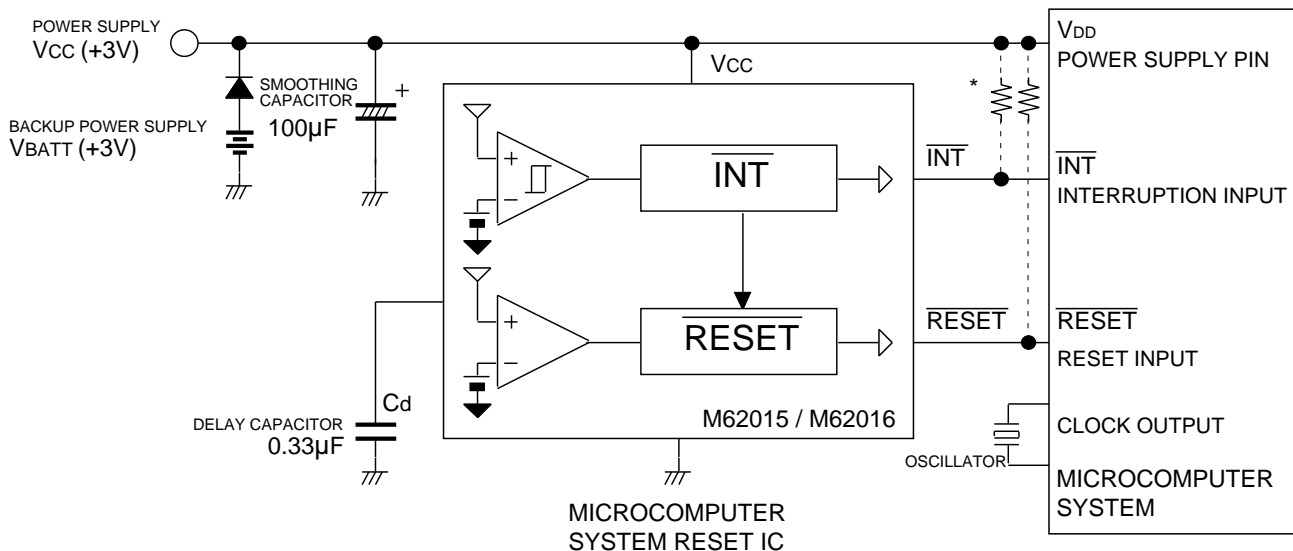 POWER SUPPLY
VCC (+3V)
SMOOTHING
CAPACITOR
100µF
+
BACKUP POWER SUPPLY
VBATT (+3V)
VCC
+
−
INT
INT
+
−
RESET
RESET
M62015 / M62016
Cd
DELAY CAPACITOR
0.33µF
MICROCOMPUTER
SYSTEM RESET IC
*
VDD
POWER SUPPLY PIN
INT
INTERRUPTION INPUT
RESET
RESET INPUT
CLOCK OUTPUT
OSCILLATOR
MICROCOMPUTER
SYSTEM